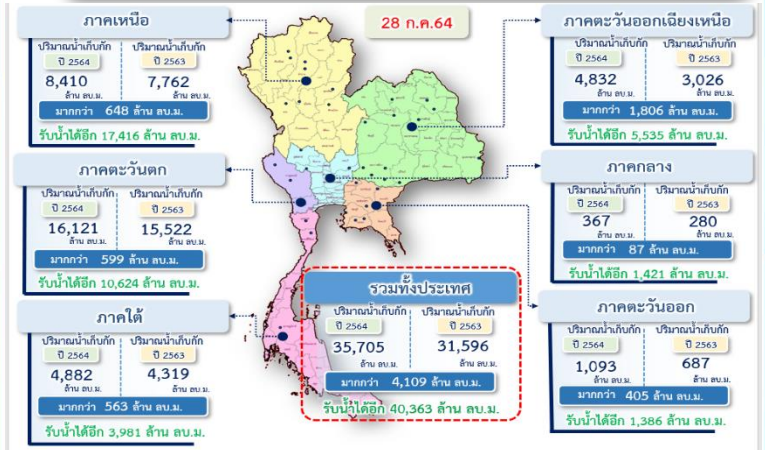 28 ก.ค.64
ภาคเหนือ
ปริมาณน้ำเก็บกัก ปริมาณน้ำเก็บกัก
ปี 2564 ปี 2563
8,410 7,762
ล้าน ลบ.ม. ล้าน ลบ.ม.
มากกว่า 648 ล้าน ลบ.ม.
รับน้ำได้อีก 17,416 ล้าน ลบ.ม.
ภาคตะวันออกเฉียงเหนือ
ปริมาณน้ำเก็บกัก ปริมาณน้ำเก็บกัก
ปี 2564 ปี 2563
4,832 3,026
ล้าน ลบ.ม. ล้าน ลบ.ม.
มากกว่า 1,806 ล้าน ลบ.ม.
รับน้ำได้อีก 5,535 ล้าน ลบ.ม.
ภาคตะวันตก
ปริมาณน้ำเก็บกัก ปริมาณน้ำเก็บกัก
ปี 2564 ปี 2563
16,121 15,522
ล้าน ลบ.ม. ล้าน ลบ.ม.
มากกว่า 599 ล้าน ลบ.ม.
รับน้ำได้อีก 10,624 ล้าน ลบ.ม.
ภาคกลาง
ปริมาณน้ำเก็บกัก ปริมาณน้ำเก็บกัก
ปี 2564 ปี 2563
367 280
ล้าน ลบ.ม. ล้าน ลบ.ม.
มากกว่า 87 ล้าน ลบ.ม.
รับน้ำได้อีก 1,421 ล้าน ลบ.ม.
ภาคใต้
ปริมาณน้ำเก็บกัก ปริมาณน้ำเก็บกัก
ปี 2564 ปี 2563
4,882 4,319
ล้าน ลบ.ม. ล้าน ลบ.ม.
มากกว่า 563 ล้าน ลบ.ม.
รับน้ำได้อีก 3,981 ล้าน ลบ.ม.
รวมทั้งประเทศ
ปริมาณน้ำเก็บกัก ปริมาณน้ำเก็บกัก
ปี 2564 ปี 2563
35,705 31,596
ล้าน ลบ.ม. ล้าน ลบ.ม.
มากกว่า 4,109 ล้าน ลบ.ม.
รับน้ำได้อีก 40,363 ล้าน ลบ.ม.
ภาคตะวันออก
ปริมาณน้ำเก็บกัก ปริมาณน้ำเก็บกัก
ปี 2564 ปี 2563
1,093 687
ล้าน ลบ.ม. ล้าน ลบ.ม.
มากกว่า 405 ล้าน ลบ.ม.
รับน้ำได้อีก 1,386 ล้าน ลบ.ม.